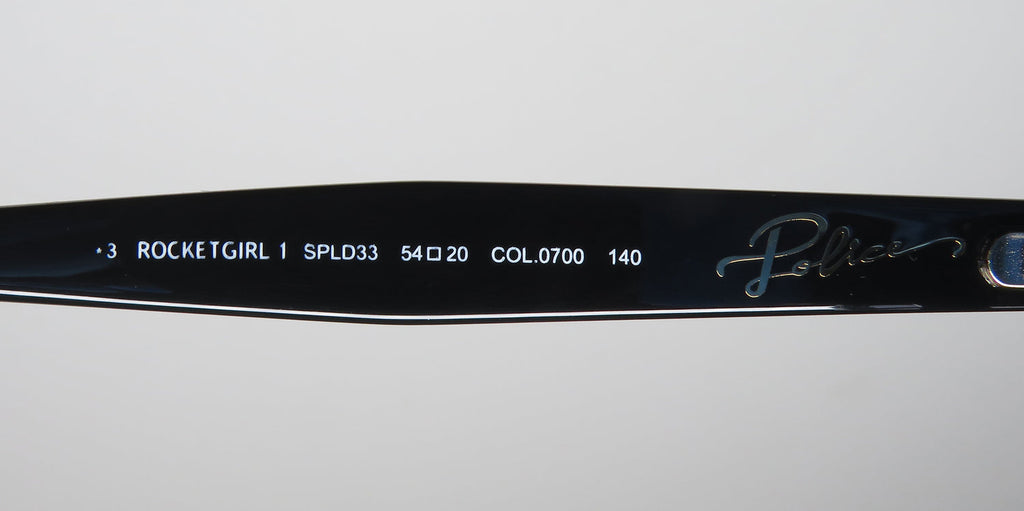 *3 ROCKETGIRL 1 SPLD33 54□20 COL.0700 140 Police